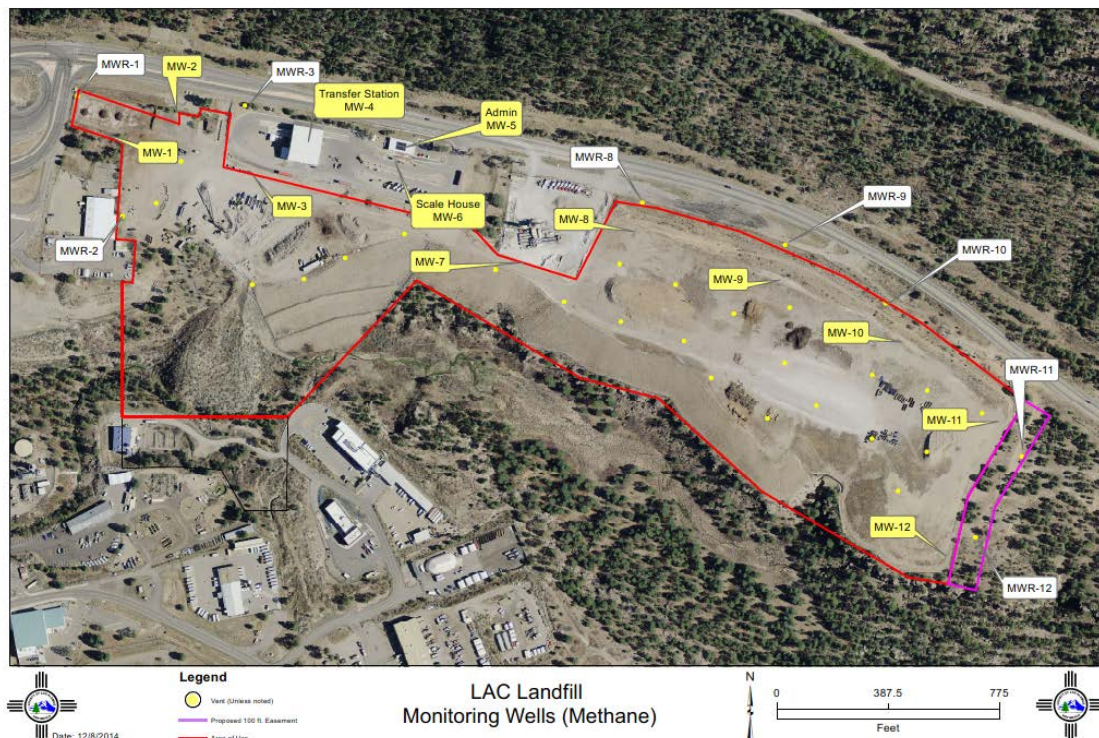 MWR-1
MW-2
MWR-3
Transfer Station
MW-4
Admin
MW-5
MW-1
MW-3
Scale House
MW-6
MWR-2
MW-7
MWR-8
MW-8
MWR-9
MW-9
MWR-10
MW-10
MWR-11
MW-11
MW-12
MWR-12
Legend
Vent (Unless noted)
Proposed 100 ft. Easement
Date: 12/8/2014
LAC Landfill
Monitoring Wells (Methane)
N
0 387.5 775
Feet